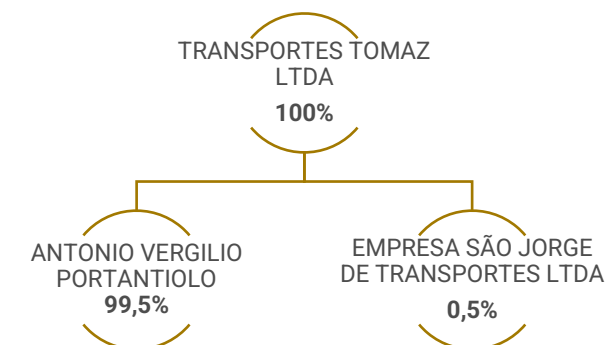 TRANSPORTES TOMAZ
LTDA
100%
ANTONIO VERGILIO
PORTANTIOLO
99,5%
EMPRESA SÃO JORGE
DE TRANSPORTES LTDA
0,5%